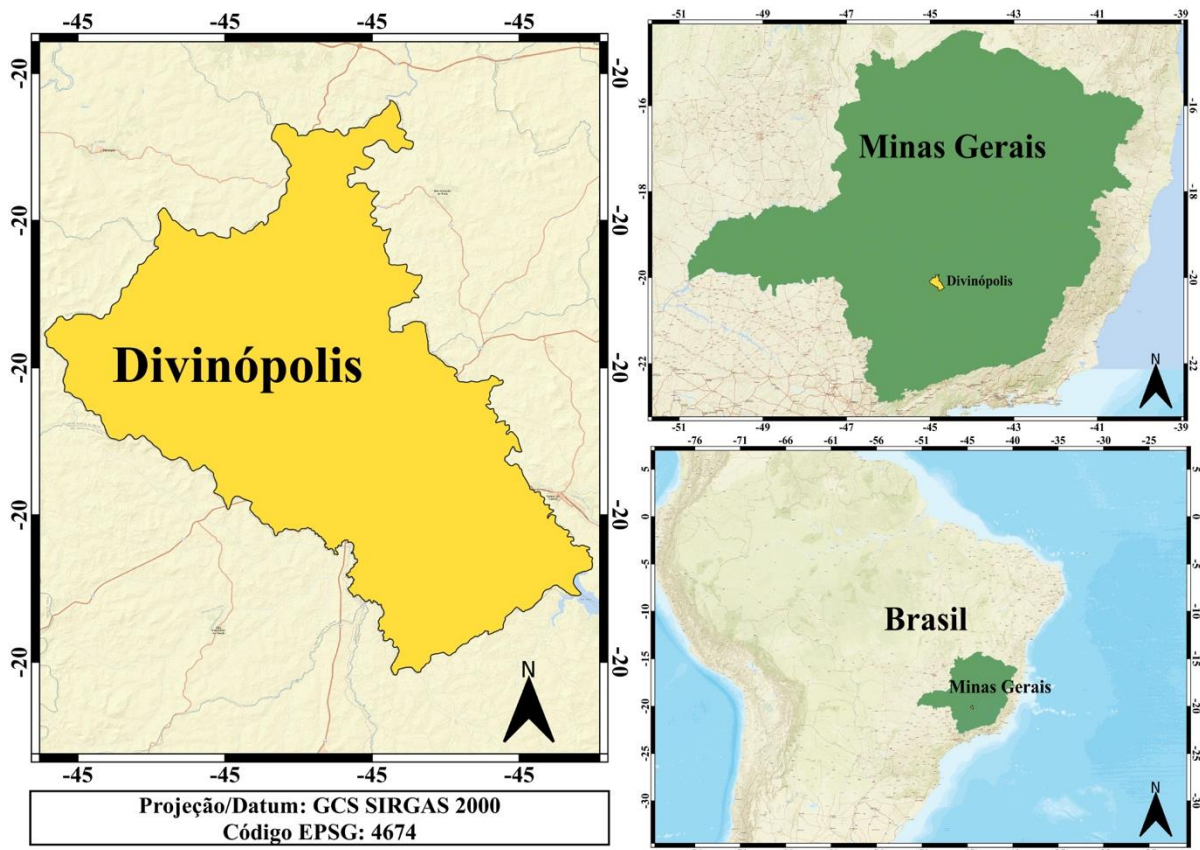 -45 -45 -45
-20 -20
-20 -20
Divinópolis
-20 -20
-20 -20
-20 -20
N
-45 -45 -45
Projeção/Datum: GCS SIRGAS 2000
Código EPSG: 4674
-51 -49 -47 -45 -43 -41 -39
-16 -16
Minas Gerais
-18 -18
-20 -20
Divinópolis
-22 -22
N
-51 -49 -47 -45 -43 -41 -39
-76 -71 -66 -61 -56 -51 -45 -40 -35 -30 -25
5 5
0 0
-5 -5
-10 -10
Brasil
-15 -15
Minas Gerais
-20 -20
-25 -25
-30 -30
N